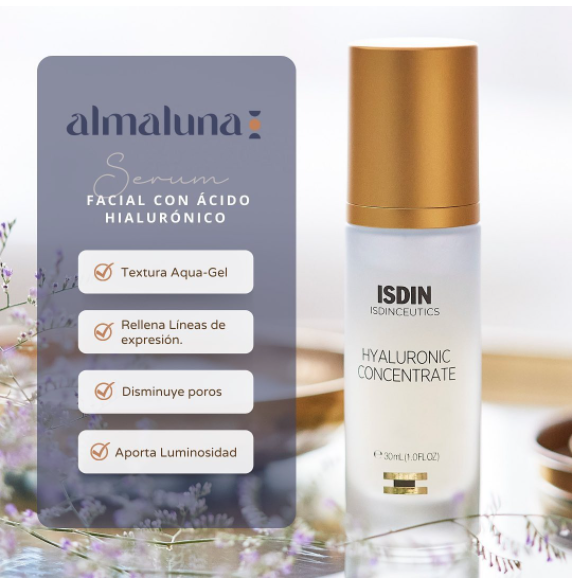 almaluna
Serum
FACIAL CON ÁCIDO
HIALURÓNICO
Textura Aqua-Gel
Rellena Líneas de
expresión.
Disminuye poros
Aporta Luminosidad
ISDIN
ISDINCEUTICS
HYALURONIC
CONCENTRATE
30mL (1.0FL.OZ)